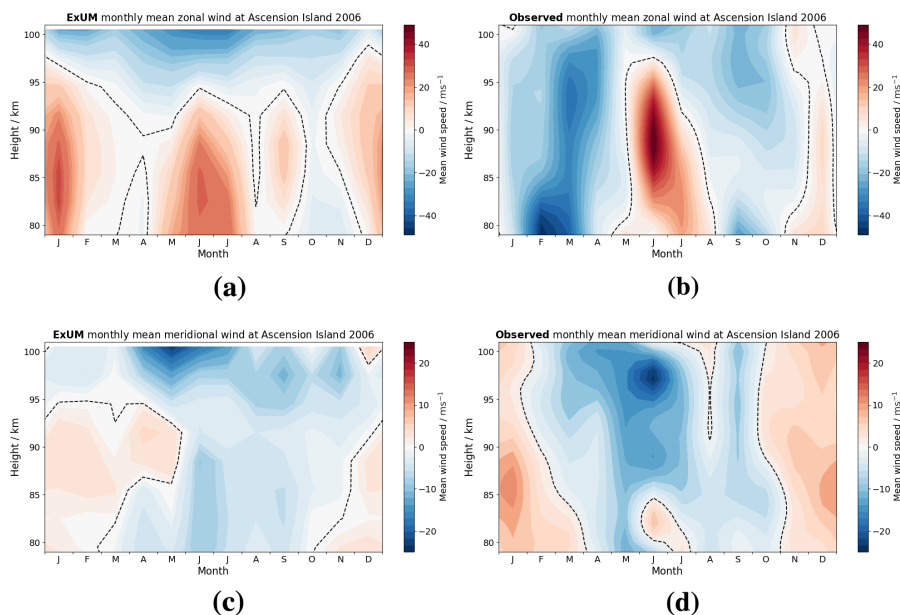 ExUM monthly mean zonal wind at Ascension Island 2006
100
95
90
85
80
Height / km
J F M A M J J A S O N D
Month
40
20
0
−20
−40
Mean wind speed / ms⁻¹
(a)
Observed monthly mean zonal wind at Ascension Island 2006
100
95
90
85
80
Height / km
J F M A M J J A S O N D
Month
40
20
0
−20
−40
Mean wind speed / ms⁻¹
(b)
ExUM monthly mean meridional wind at Ascension Island 2006
100
95
90
85
80
Height / km
J F M A M J J A S O N D
Month
20
10
0
−10
−20
Mean wind speed / ms⁻¹
(c)
Observed monthly mean meridional wind at Ascension Island 2006
100
95
90
85
80
Height / km
J F M A M J J A S O N D
Month
20
10
0
−10
−20
Mean wind speed / ms⁻¹
(d)